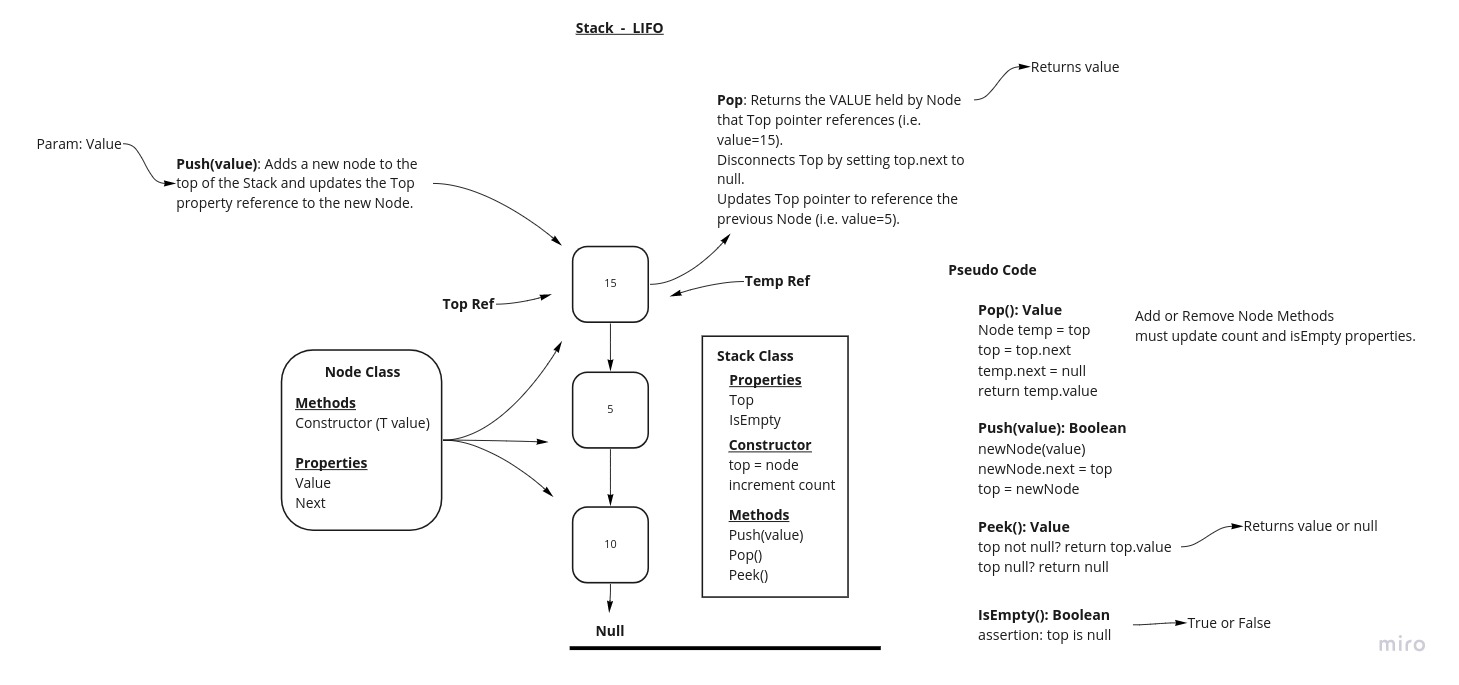 Stack - LIFO
Returns value
Pop: Returns the VALUE held by Node
that Top pointer references (i.e.
value=15).
Disconnects Top by setting top.next to
null.
Updates Top pointer to reference the
previous Node (i.e. value=5).
Param: Value
Push(value): Adds a new node to the
top of the Stack and updates the Top
property reference to the new Node.
15
Top Ref
Temp Ref
5
10
Null
Node Class
Methods
Constructor (T value)
Properties
Value
Next
Stack Class
Properties
Top
IsEmpty
Constructor
top = node
increment count
Methods
Push(value)
Pop()
Peek()
Pseudo Code
Pop(): Value
Node temp = top
top = top.next
temp.next = null
return temp.value
Add or Remove Node Methods
must update count and isEmpty properties.
Push(value): Boolean
newNode(value)
newNode.next = top
top = newNode
Peek(): Value
top not null? return top.value
top null? return null
Returns value or null
IsEmpty(): Boolean
assertion: top is null
True or False
miro